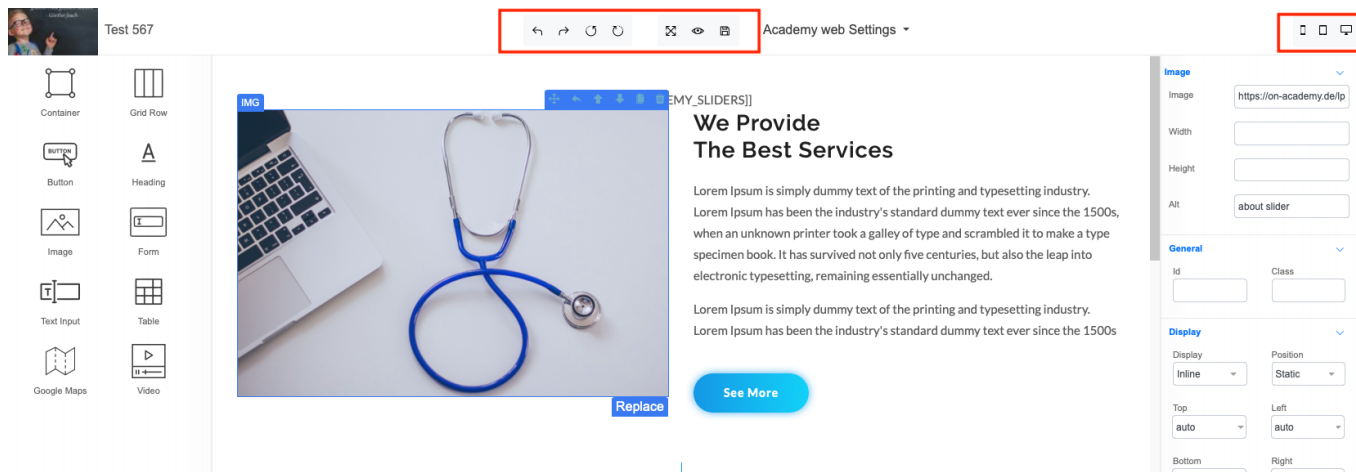 Günther Jauch
Test 567
Academy web Settings
Container
Grid Row
BUTTON
Button
Heading
Image
Form
Text Input
Table
Google Maps
Video
IMG
EMY_SLIDERS]]
We Provide
The Best Services
Lorem Ipsum is simply dummy text of the printing and typesetting industry.
Lorem Ipsum has been the industry's standard dummy text ever since the 1500s,
when an unknown printer took a galley of type and scrambled it to make a type
specimen book. It has survived not only five centuries, but also the leap into
electronic typesetting, remaining essentially unchanged.
Lorem Ipsum is simply dummy text of the printing and typesetting industry.
Lorem Ipsum has been the industry's standard dummy text ever since the 1500s
See More
Replace
Image
Image
https://on-academy.de/lp
Width
Height
Alt
about slider
General
Id
Class
Display
Display
Position
Inline
Static
Top
Left
auto
auto
Bottom
Right